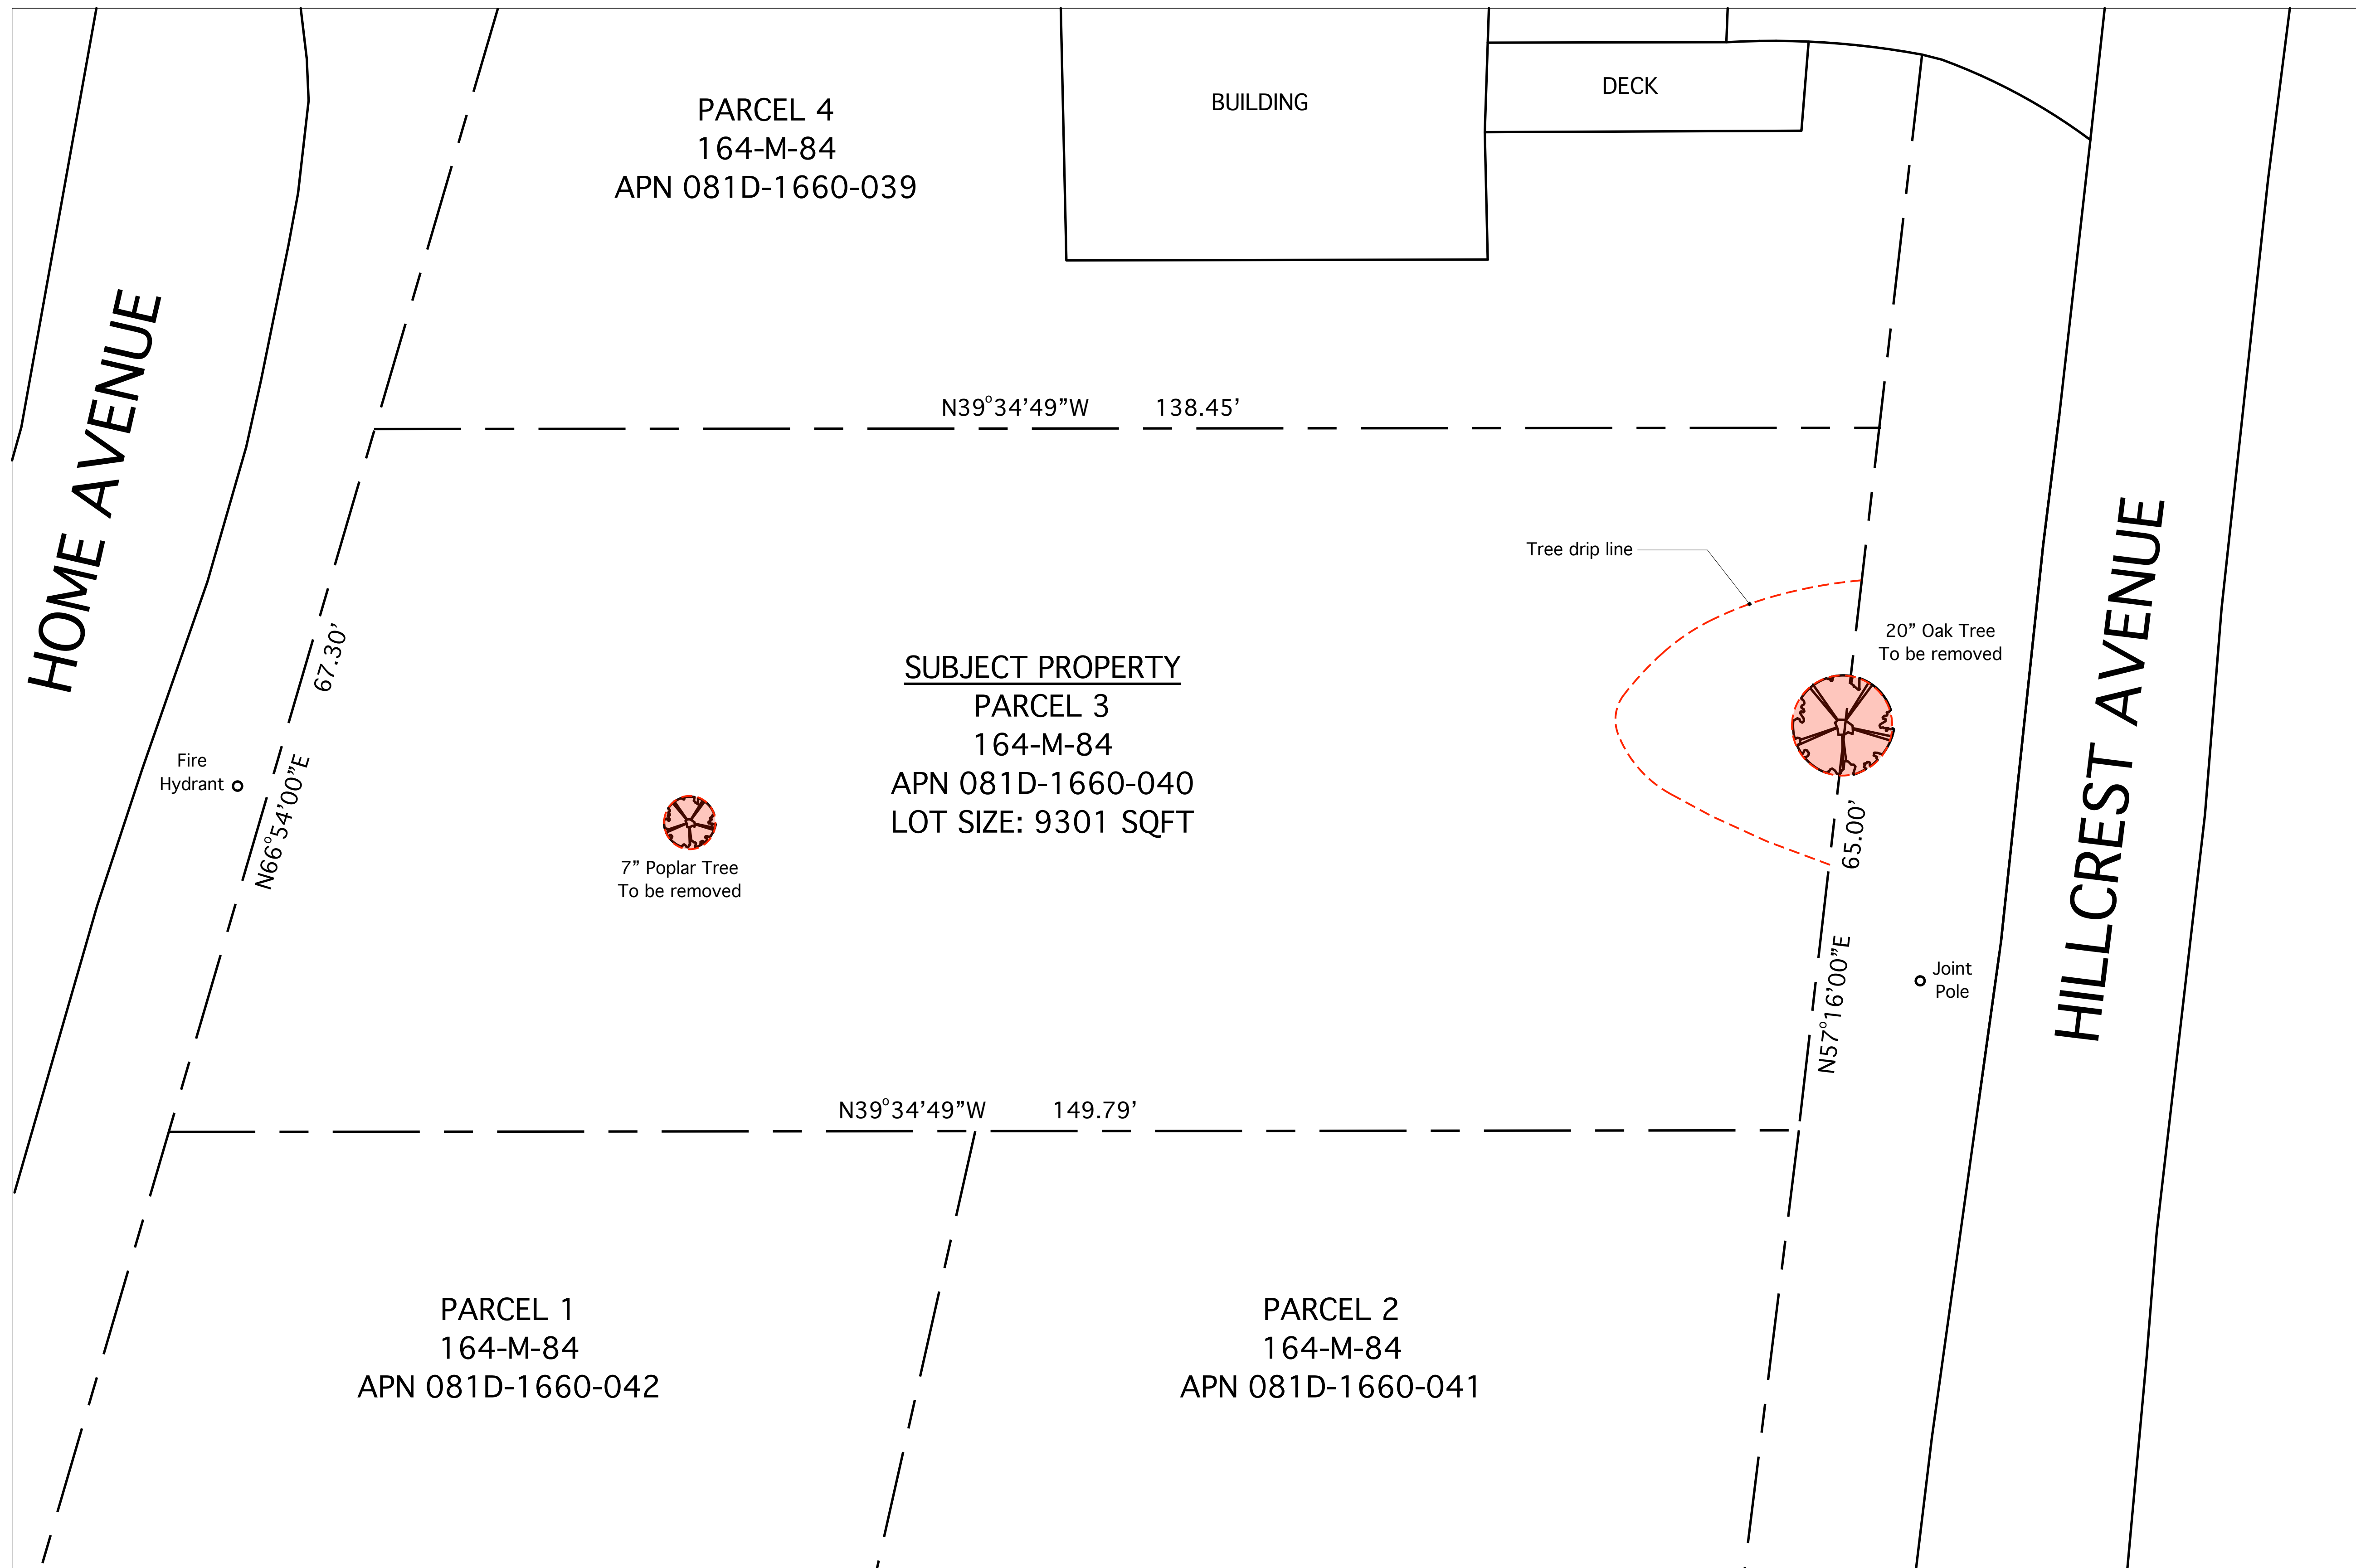 PARCEL 4
164-M-84
APN 081D-1660-039
BUILDING
DECK
HOME AVENUE
N39°34'49"W 138.45'
Tree drip line
67.30'
N66°54'00"E
Fire
Hydrant
SUBJECT PROPERTY
PARCEL 3
164-M-84
APN 081D-1660-040
LOT SIZE: 9301 SQFT
7" Poplar Tree
To be removed
20" Oak Tree
To be removed
65.00'
N57°16'00"E
HILLCREST AVENUE
Joint
Pole
N39°34'49"W 149.79'
PARCEL 1
164-M-84
APN 081D-1660-042
PARCEL 2
164-M-84
APN 081D-1660-041